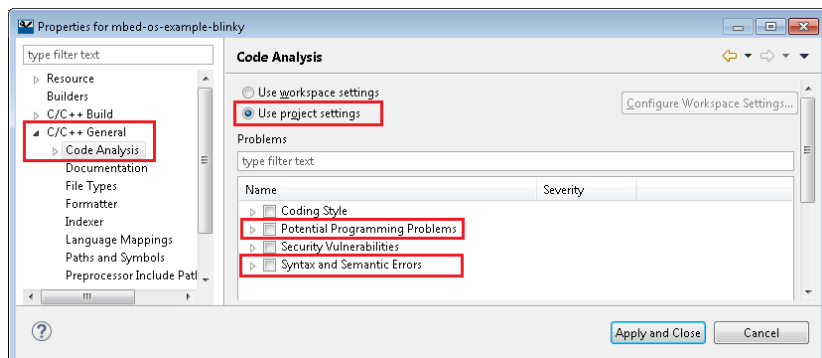 Properties for mbed-os-example-blinky
type filter text
Resource
Builders
C/C++ Build
C/C++ General
Code Analysis
Documentation
File Types
Formatter
Indexer
Language Mappings
Paths and Symbols
Preprocessor Include Patl
Code Analysis
Use workspace settings
Use project settings
Configure Workspace Settings...
Problems
type filter text
Name Severity
Coding Style
Potential Programming Problems
Security Vulnerabilities
Syntax and Semantic Errors
? Apply and Close Cancel